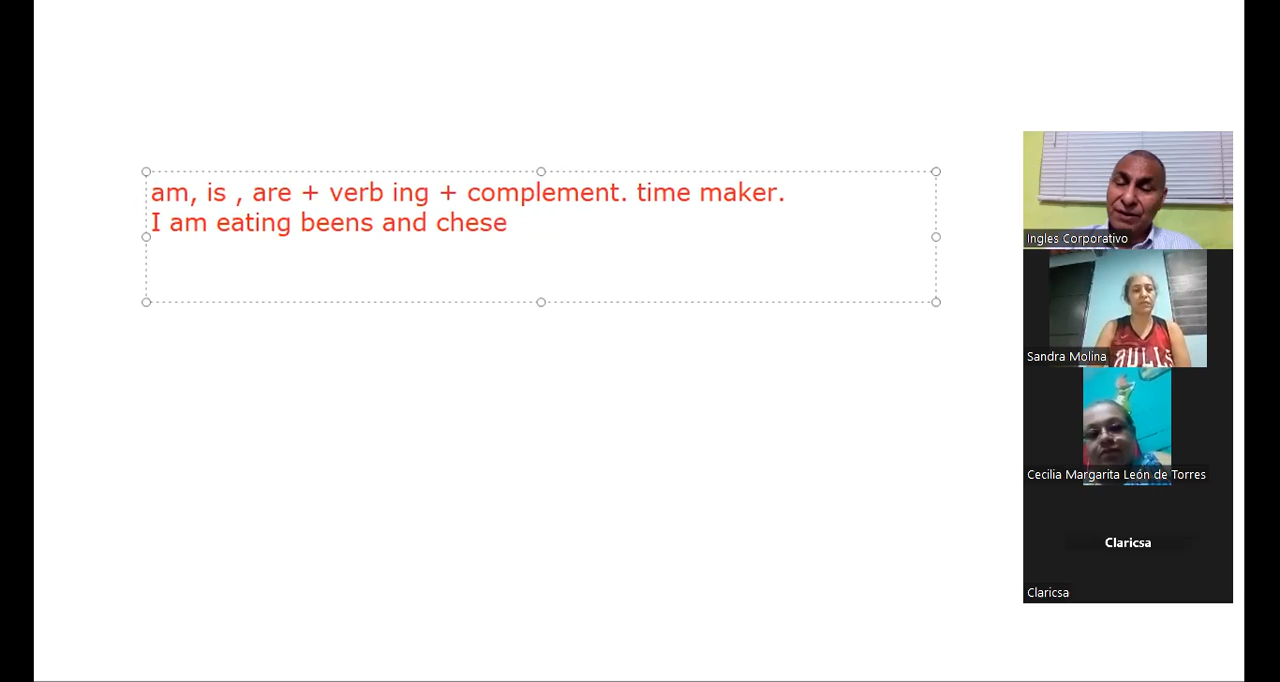 am, is , are + verb ing + complement. time maker.
I am eating beens and chese
Ingles Corporativo
Sandra Molina
Cecilia Margarita León de Torres
Claricsa
Claricsa